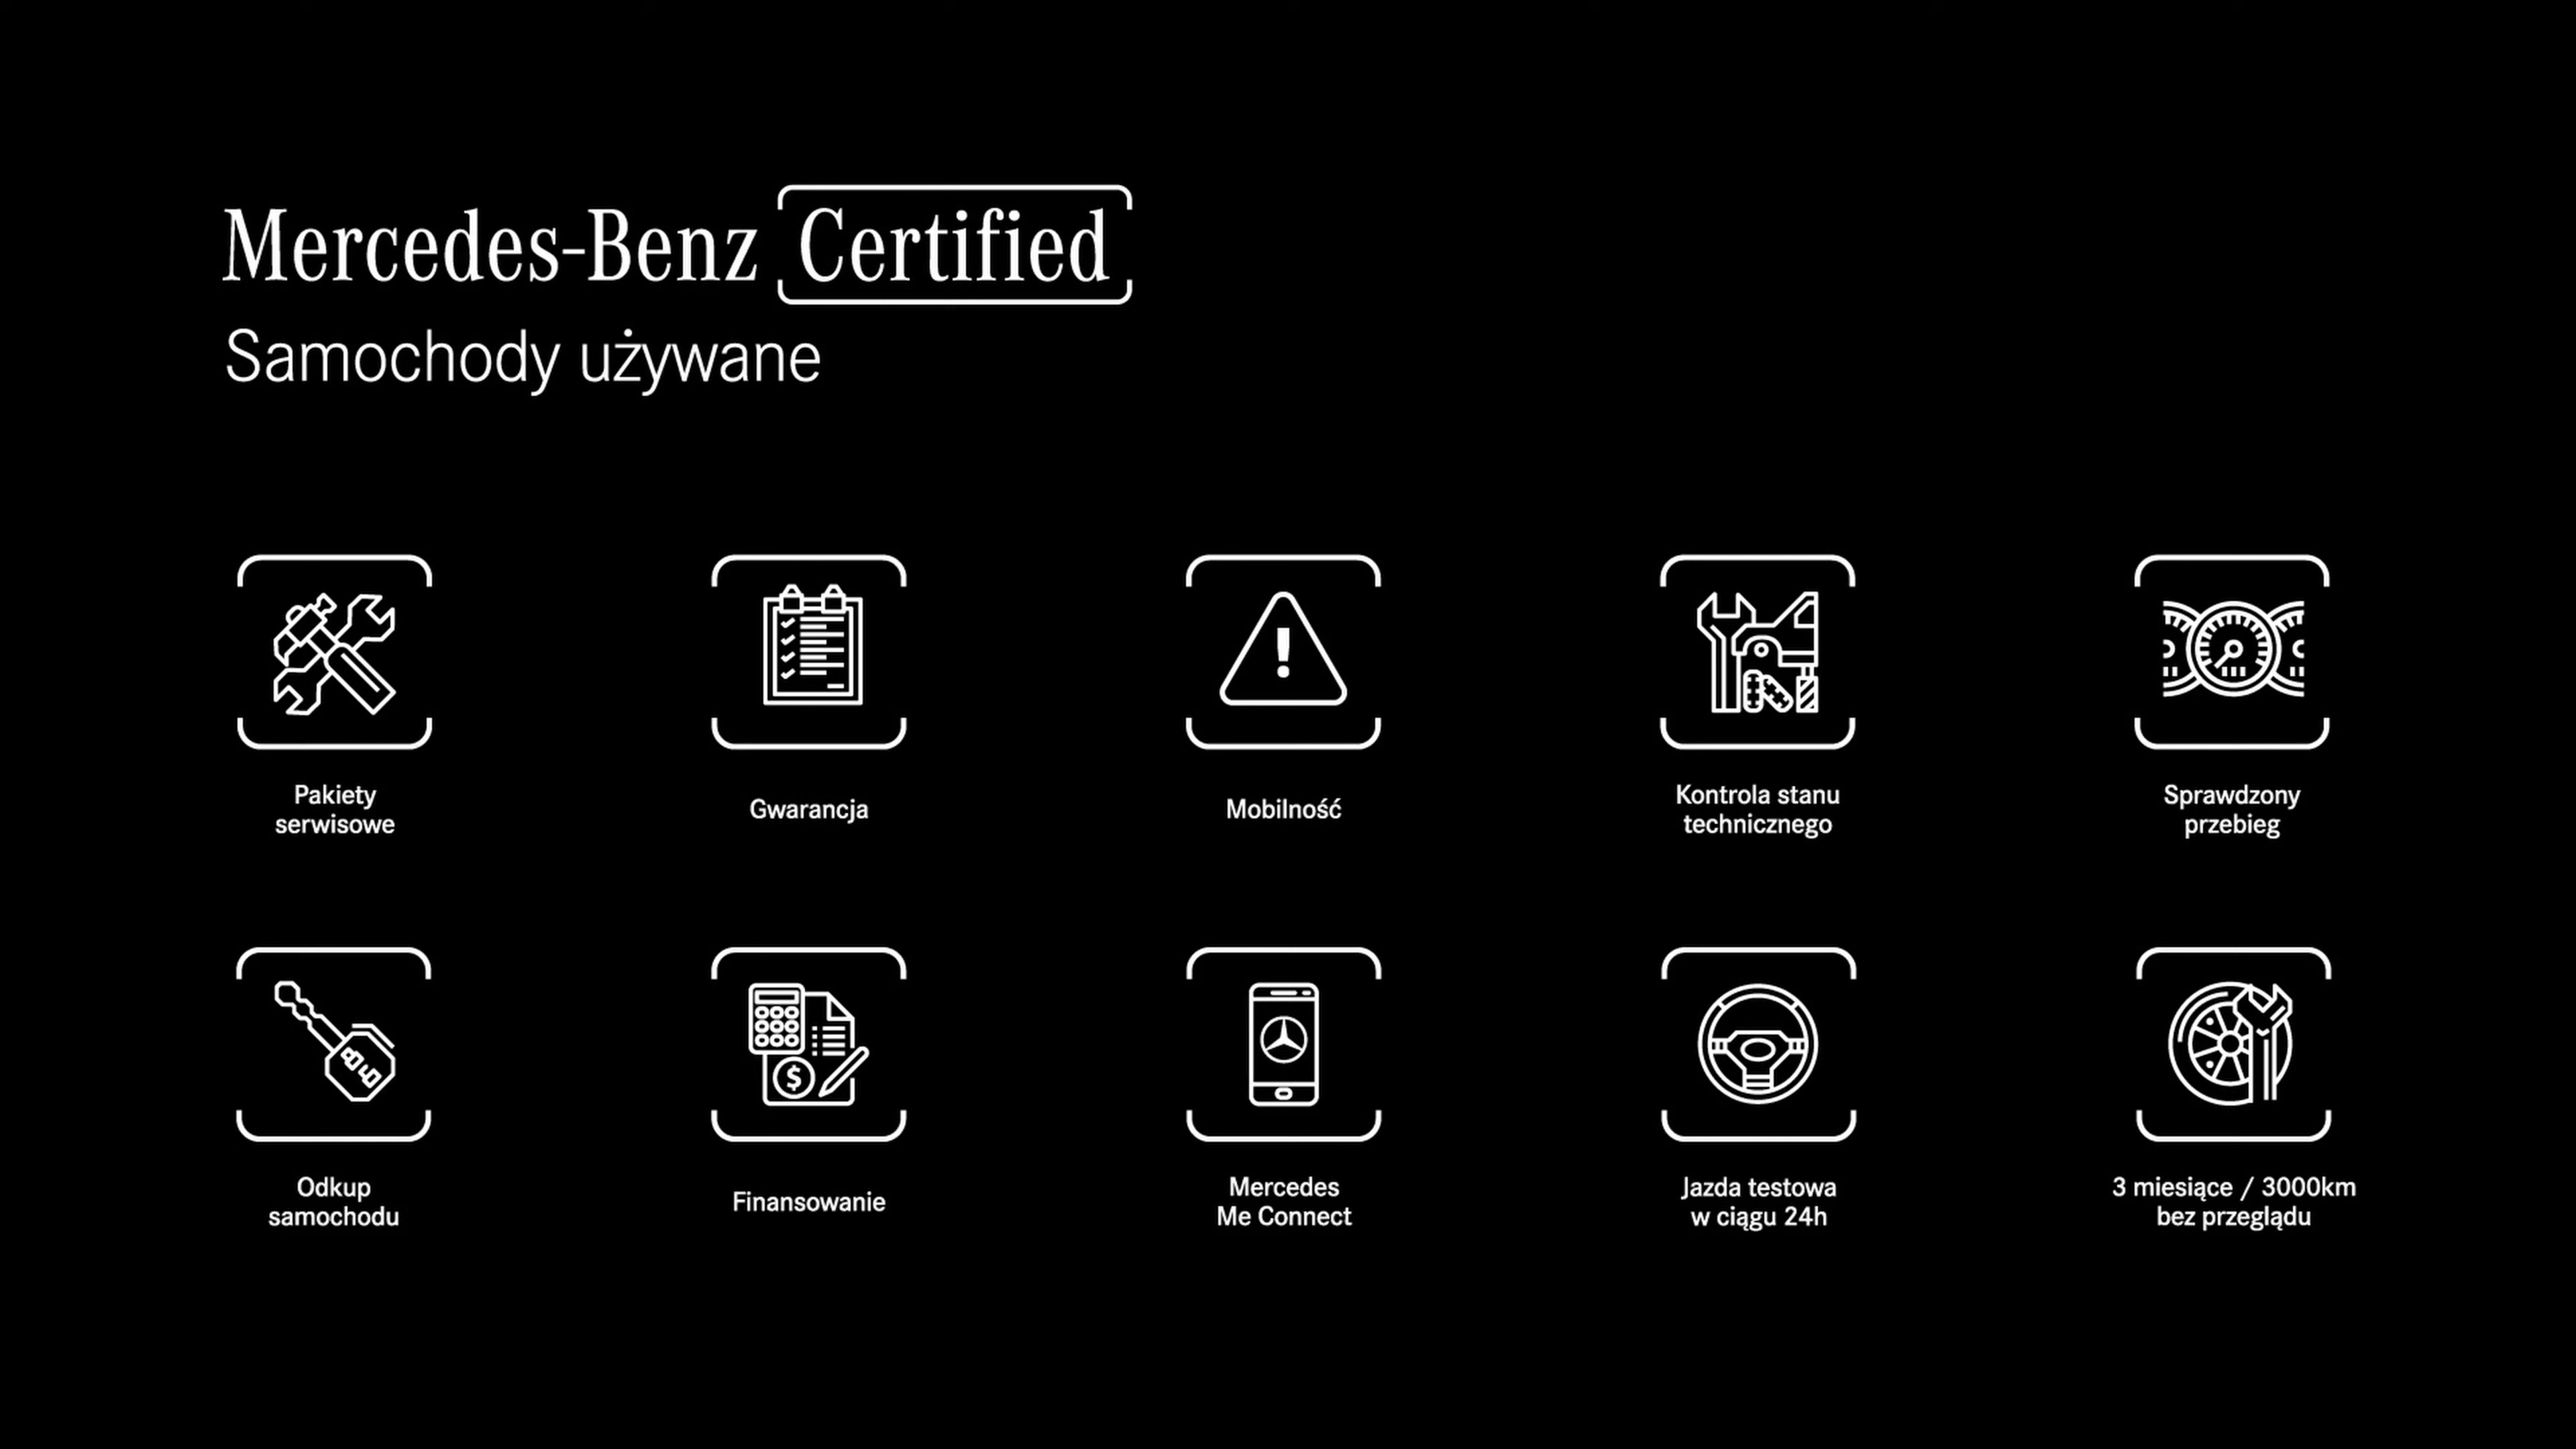 Mercedes-Benz Certified
Samochody używane
Pakiety
serwisowe
Gwarancja
Mobilność
Kontrola stanu
technicznego
Sprawdzony
przebieg
Odkup
samochodu
Finansowanie
Mercedes
Me Connect
Jazda testowa
w ciągu 24h
3 miesiące / 3000km
bez przeglądu